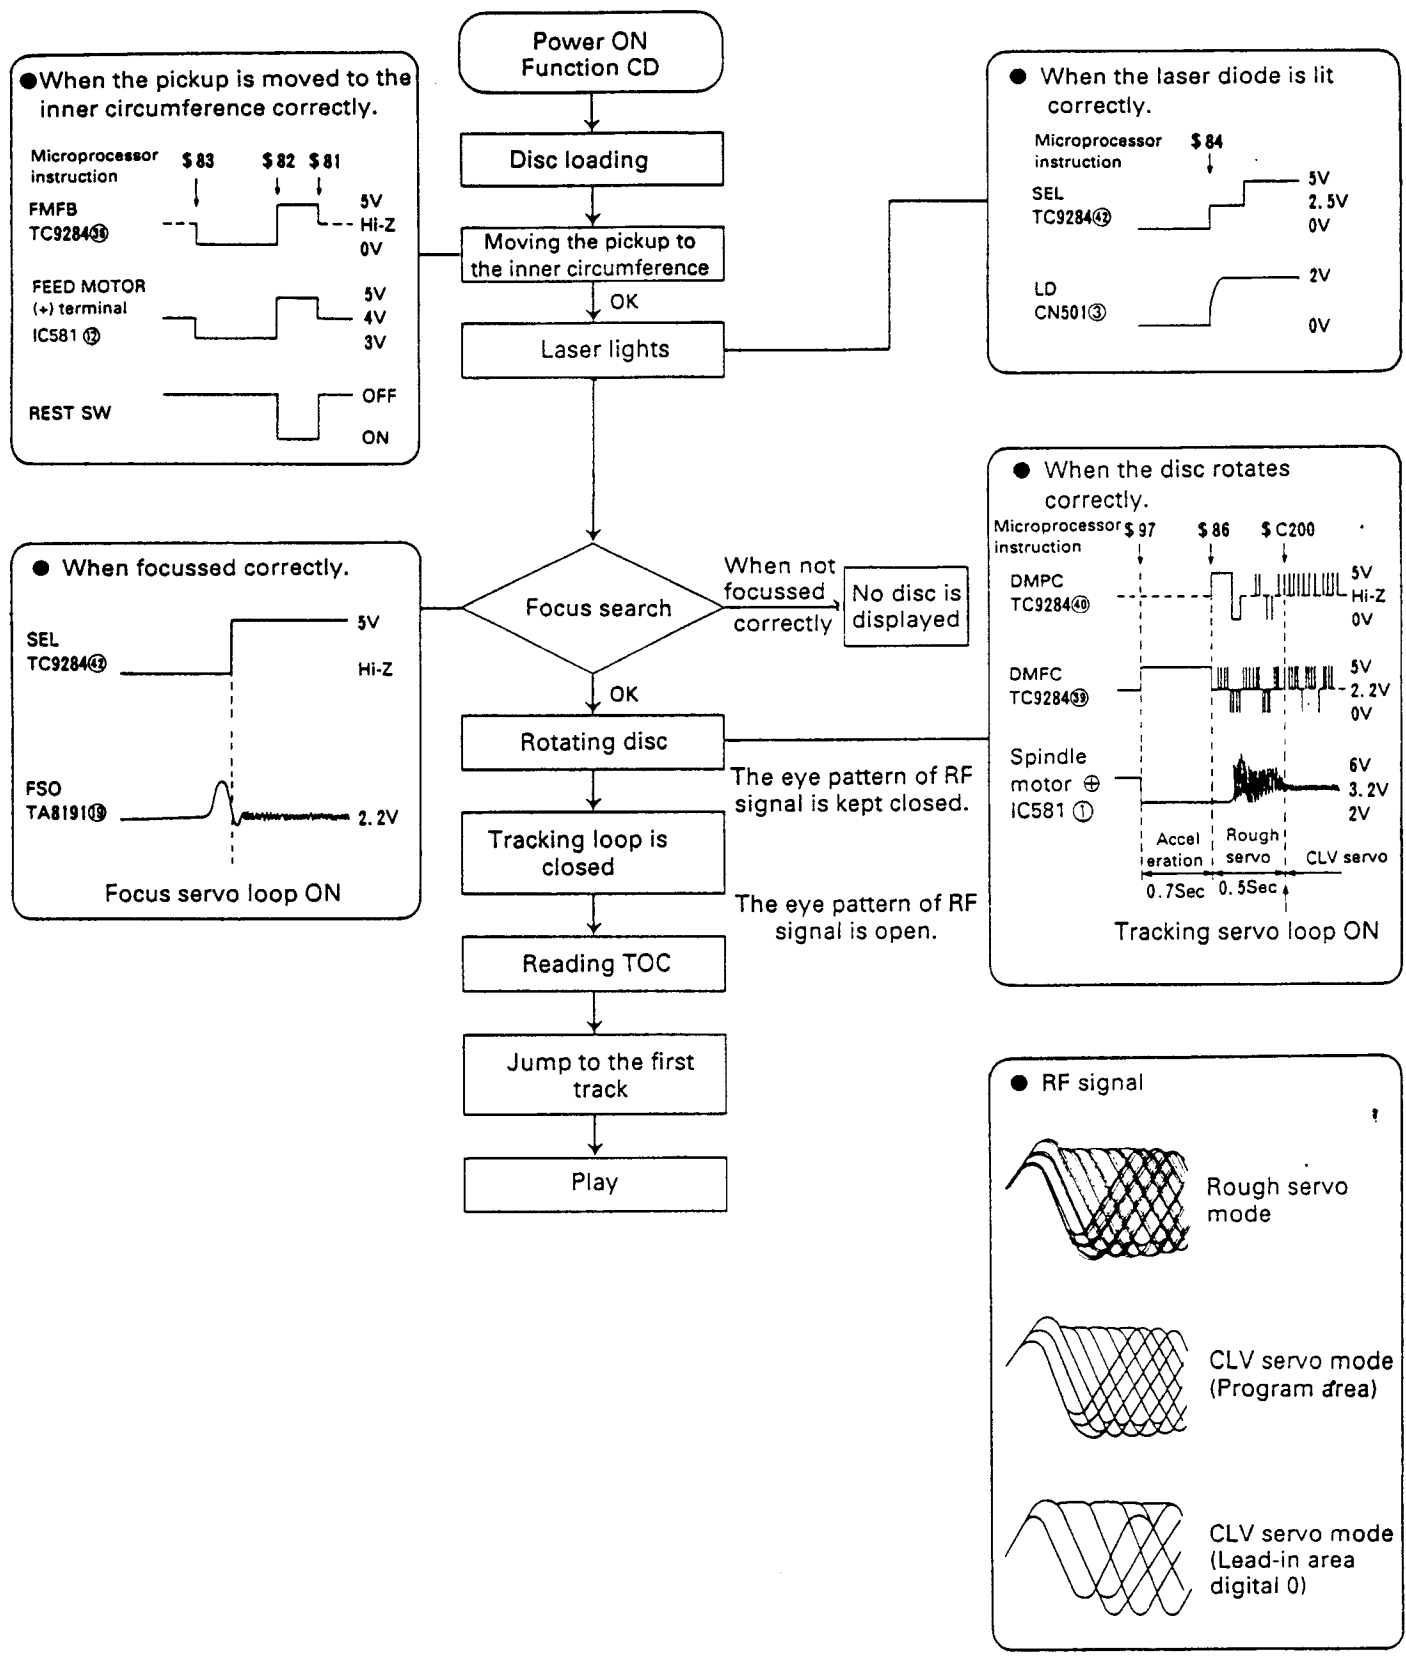 Power ON
Function CD
Disc loading
Moving the pickup to
the inner circumference
OK
Laser lights
Focus search
When not
focussed
correctly
No disc is
displayed
OK
Rotating disc
The eye pattern of RF
signal is kept closed.
Tracking loop is
closed
The eye pattern of RF
signal is open.
Reading TOC
Jump to the first
track
Play
● When the pickup is moved to the
inner circumference correctly.
Microprocessor
instruction
$83 $82 $81
FMFB
TC9284㊱
5V
Hi-Z
0V
FEED MOTOR
(+) terminal
IC581 ⑫
5V
4V
3V
REST SW
OFF
ON
● When the laser diode is lit
correctly.
Microprocessor
instruction
$84
SEL
TC9284㊷
5V
2.5V
0V
LD
CN501③
2V
0V
● When focussed correctly.
SEL
TC9284㊷
5V
Hi-Z
FSO
TA8191⑲
2.2V
Focus servo loop ON
● When the disc rotates
correctly.
Microprocessor
instruction
$97 $86 $C200
DMPC
TC9284㊵
5V
Hi-Z
0V
DMFC
TC9284㊴
5V
2.2V
0V
Spindle
motor ⊕
IC581 ①
6V
3.2V
2V
Accel
eration
Rough
servo
CLV servo
0.7Sec 0.5Sec
Tracking servo loop ON
● RF signal
Rough servo
mode
CLV servo mode
(Program area)
CLV servo mode
(Lead-in area
digital 0)